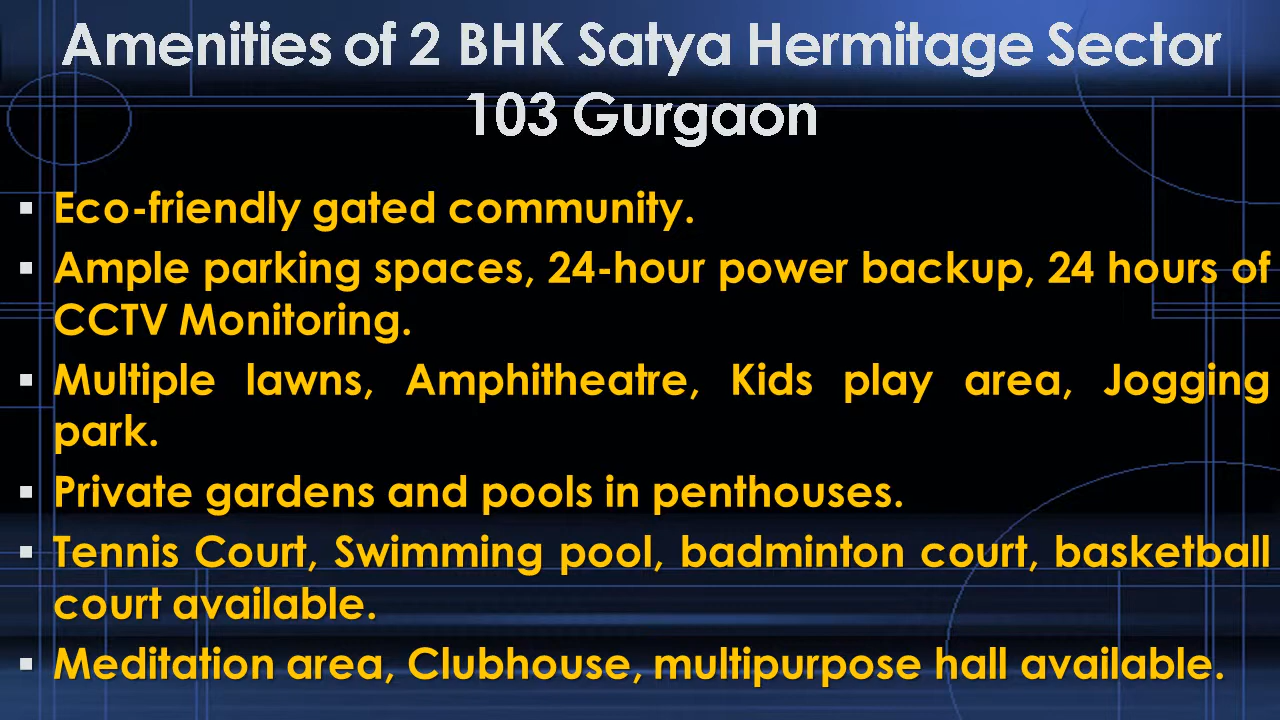 Amenities of 2 BHK Satya Hermitage Sector
103 Gurgaon
▪ Eco-friendly gated community.
▪ Ample parking spaces, 24-hour power backup, 24 hours of
CCTV Monitoring.
▪ Multiple lawns, Amphitheatre, Kids play area, Jogging
park.
▪ Private gardens and pools in penthouses.
▪ Tennis Court, Swimming pool, badminton court, basketball
court available.
▪ Meditation area, Clubhouse, multipurpose hall available.